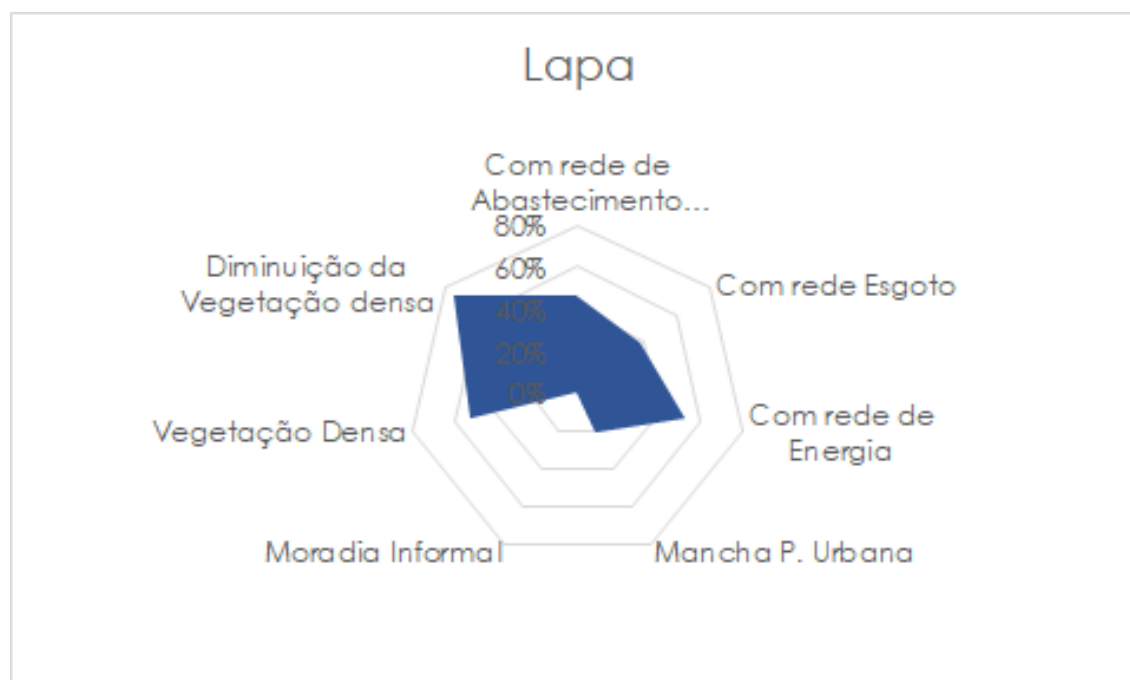 Lapa
Com rede de
Abastecimento...
80%
60%
40%
20%
0%
Com rede Esgoto
Com rede de
Energia
Mancha P. Urbana
Moradia Informal
Vegetação Densa
Diminuição da
Vegetação densa